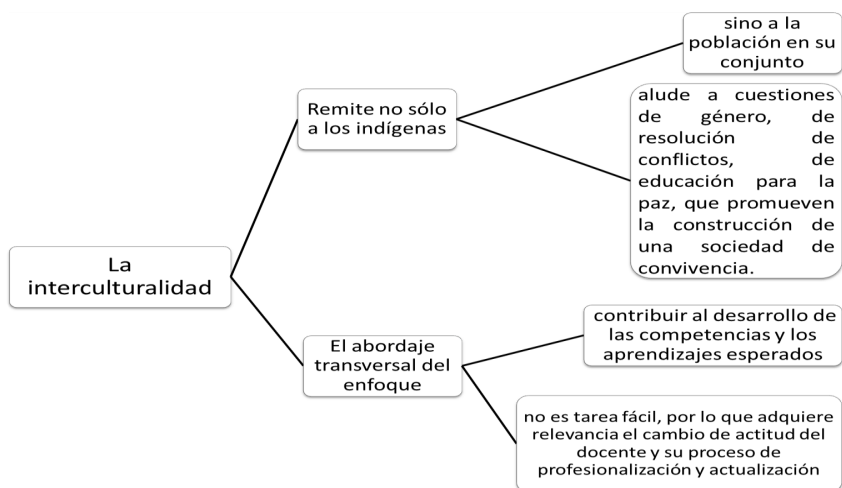 La
interculturalidad
Remite no sólo
a los indígenas
sino a la
población en su
conjunto
alude a cuestiones
de género, de
resolución de
conflictos, de
educación para la
paz, que promueven
la construcción de
una sociedad de
convivencia.
El abordaje
transversal del
enfoque
contribuir al desarrollo de
las competencias y los
aprendizajes esperados
no es tarea fácil, por lo que adquiere
relevancia el cambio de actitud del
docente y su proceso de
profesionalización y actualización